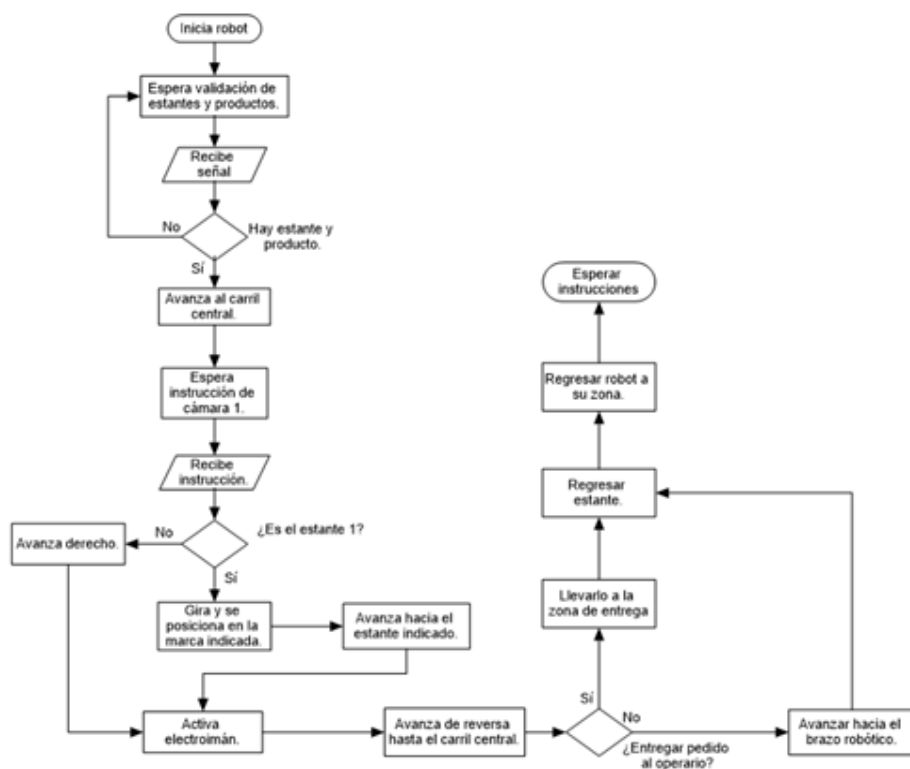 Inicia robot
Espera validación de
estantes y productos.
Recibe
señal
No
Hay estante y
producto.
Sí
Avanza al carril
central.
Espera
instrucción de
cámara 1.
Recibe
instrucción.
¿Es el estante 1?
No
Avanza derecho.
Sí
Gira y se
posiciona en la
marca indicada.
Avanza hacia el
estante indicado.
Activa
electroimán.
Avanza de reversa
hasta el carril central.
¿Entregar pedido
al operario?
No
Avanzar hacia el
brazo robótico.
Sí
Llevarlo a la
zona de entrega
Regresar
estante.
Regresar robot a
su zona.
Esperar
instrucciones